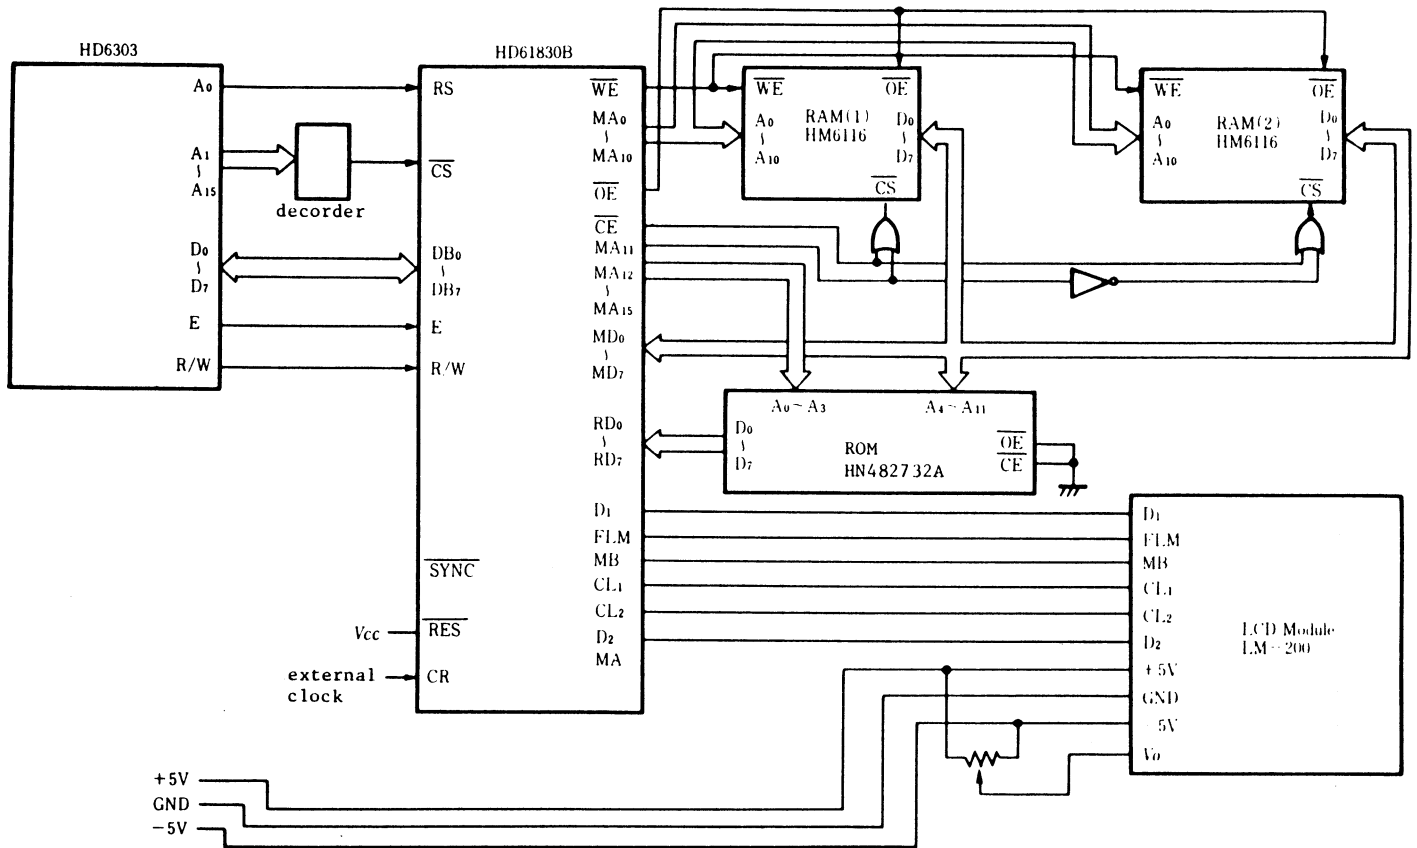 HD6303
A0
A1
~
A15
D0
~
D7
E
R/W
decorder
HD61830B
RS
CS
DB0
~
DB7
E
R/W
SYNC
RES
CR
Vcc
external
clock
WE
MA0
~
MA10
OE
CE
MA11
MA12
~
MA15
MD0
~
MD7
RD0
~
RD7
D1
FLM
MB
CL1
CL2
D2
MA
WE
OE
A0
~
A10
RAM(1)
HM6116
D0
~
D7
CS
WE
OE
A0
~
A10
RAM(2)
HM6116
D0
~
D7
CS
A0~A3
A4~A11
D0
~
D7
ROM
HN482732A
OE
CE
D1
FLM
MB
CL1
CL2
D2
+5V
GND
-5V
V0
LCD Module
LM-200
+5V
GND
-5V